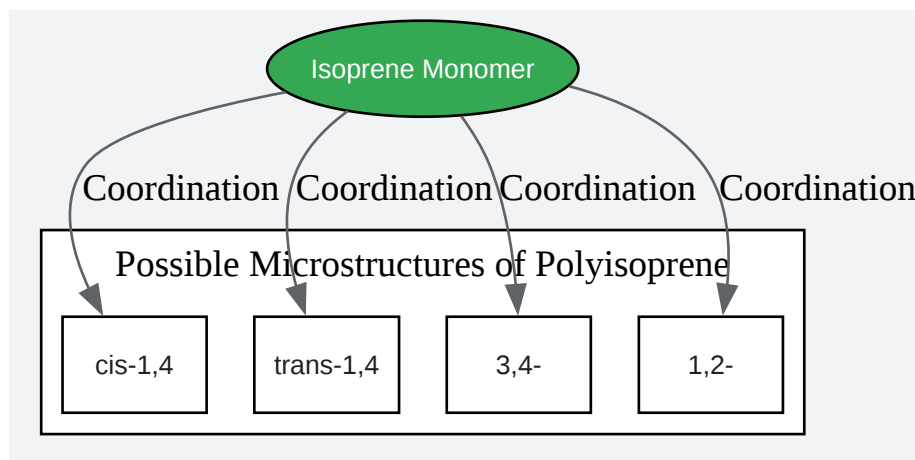 Isoprene Monomer
Coordination Coordination Coordination Coordination
Possible Microstructures of Polyisoprene
cis-1,4 trans-1,4 3,4- 1,2-